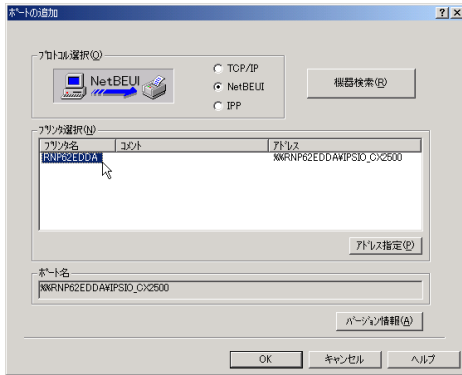 ポートの追加
プロトコル選択(O)
NetBEUI
TCP/IP
NetBEUI
IPP
機器検索(R)
プリンタ選択(N)
プリンタ名 コメント アドレス
RNP62EDDA %%RNP62EDDA¥IPSIO_CX2500
アドレス指定(P)
ポート名
%%RNP62EDDA¥IPSIO_CX2500
バージョン情報(A)
OK キャンセル ヘルプ